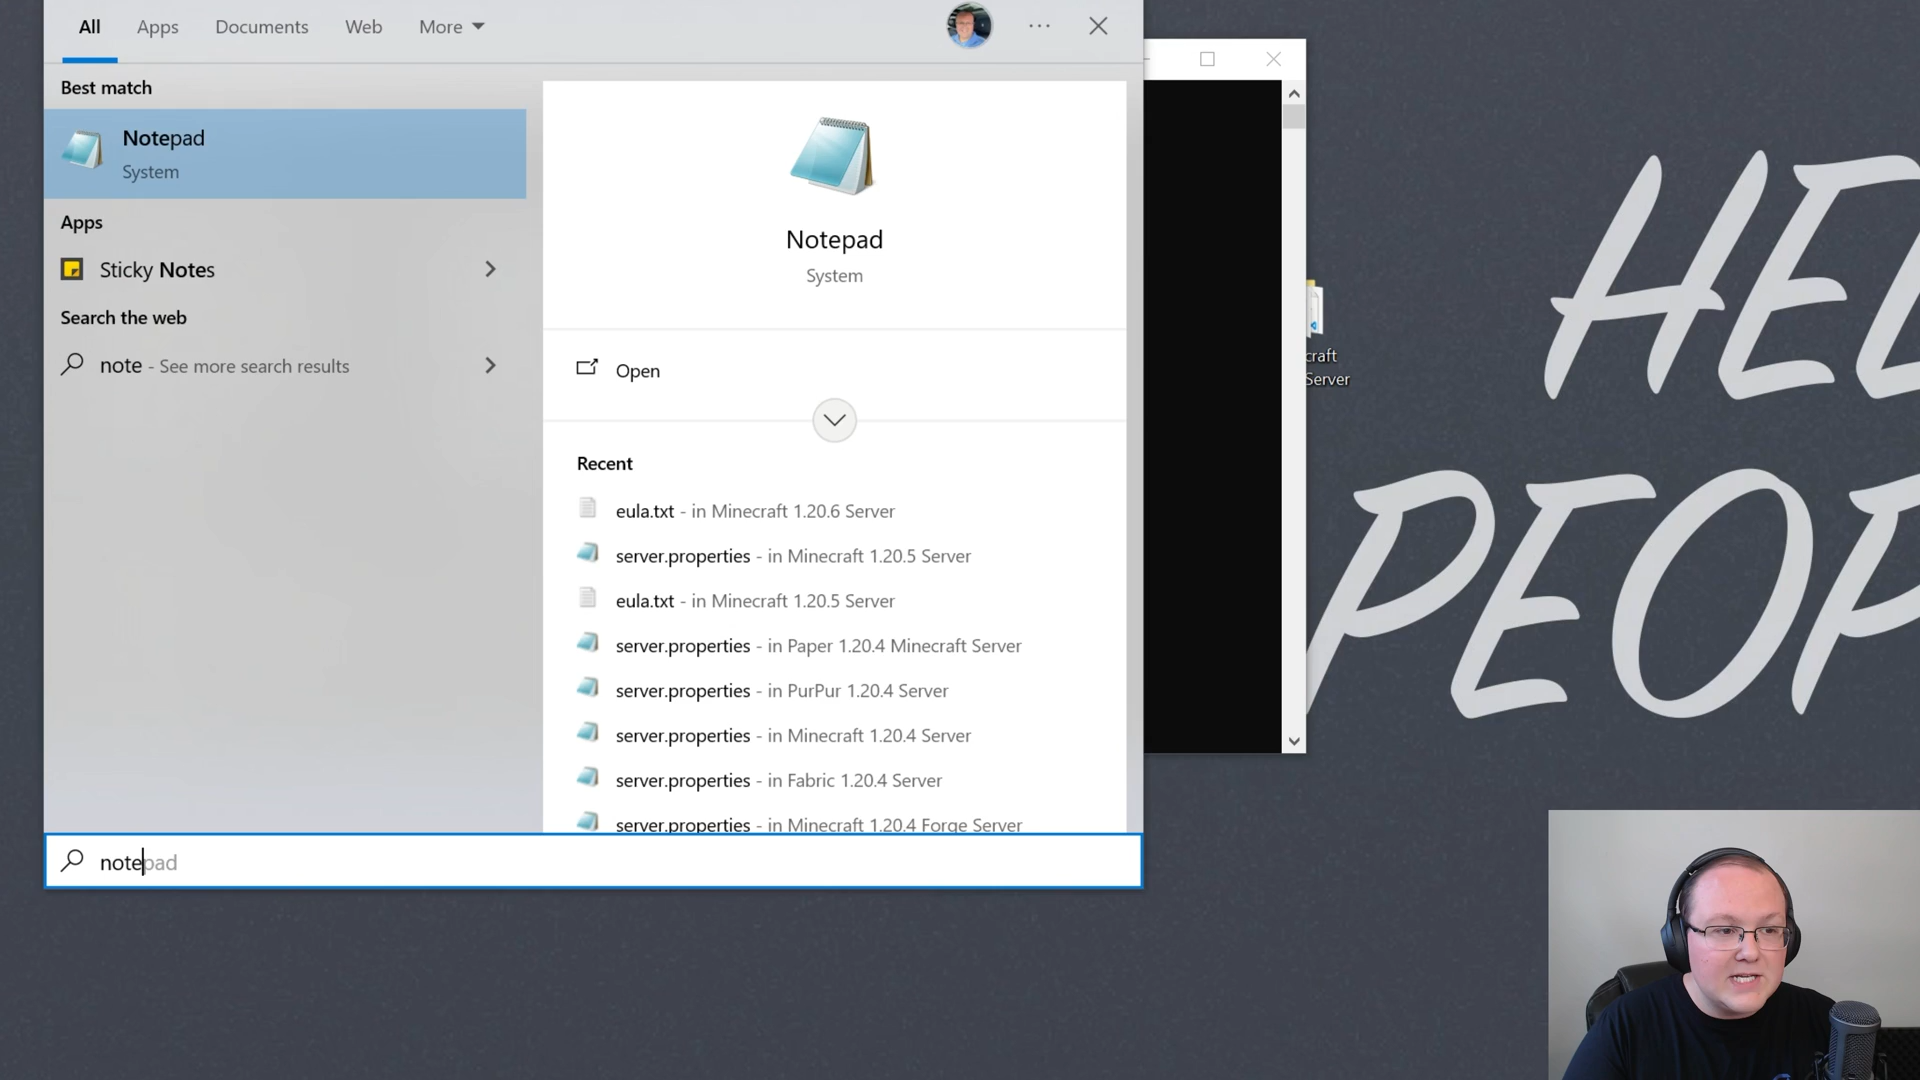 All Apps Documents Web More
Best match
Notepad
System
Apps
Sticky Notes
Search the web
note - See more search results
Notepad
System
Open
Recent
eula.txt - in Minecraft 1.20.6 Server
server.properties - in Minecraft 1.20.5 Server
eula.txt - in Minecraft 1.20.5 Server
server.properties - in Paper 1.20.4 Minecraft Server
server.properties - in PurPur 1.20.4 Server
server.properties - in Minecraft 1.20.4 Server
server.properties - in Fabric 1.20.4 Server
server.properties - in Minecraft 1.20.4 Forge Server
notepad
craft
Server
HEL
PEOP